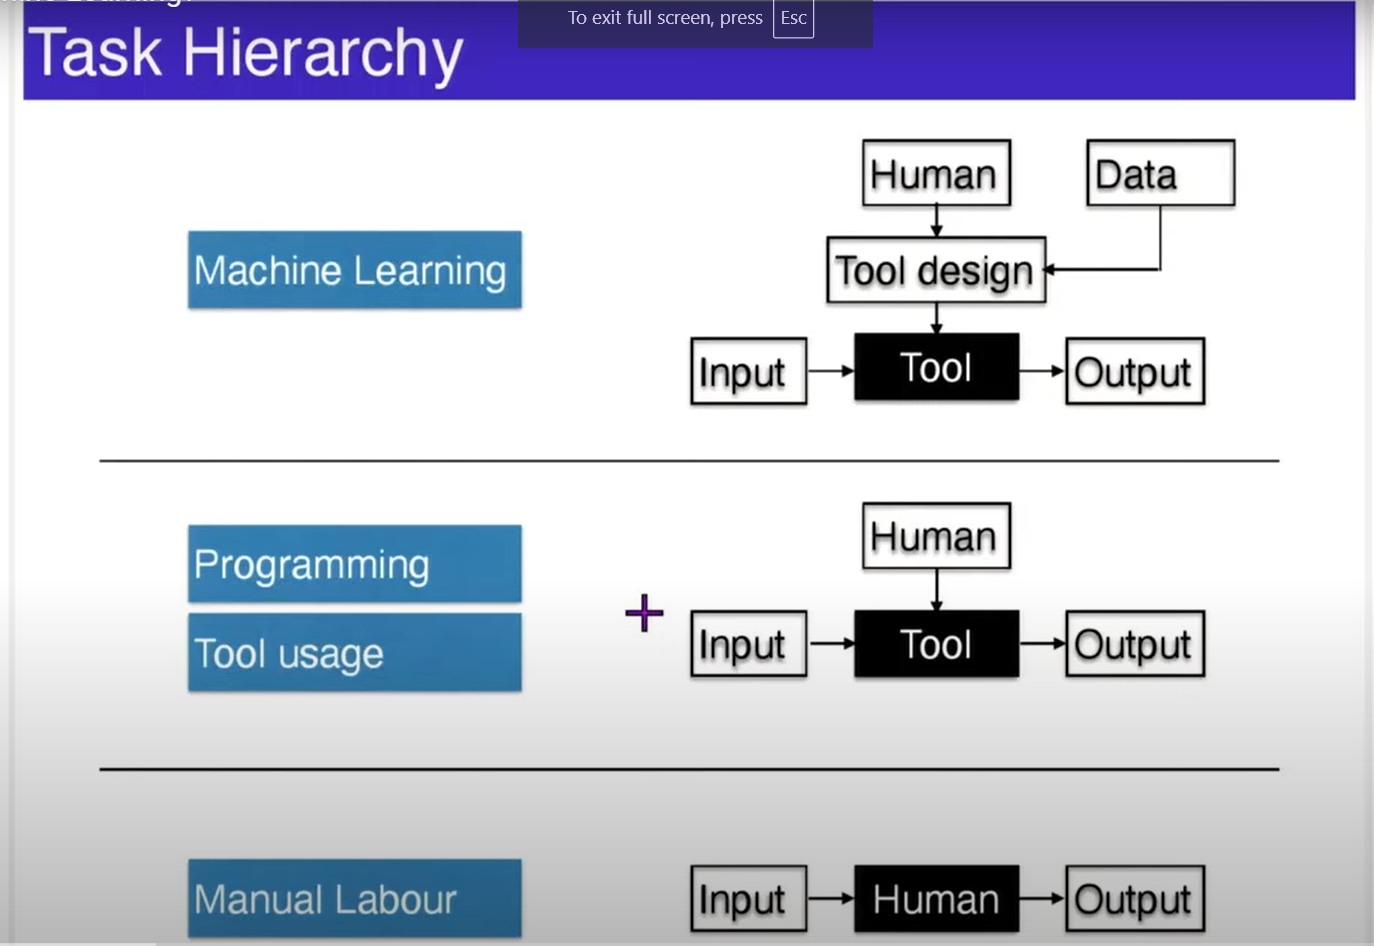 To exit full screen, press Esc
Task Hierarchy
Human
Data
Machine Learning
Tool design
Input
Tool
Output
Human
Programming
Tool usage
Input
Tool
Output
Manual Labour
Input
Human
Output